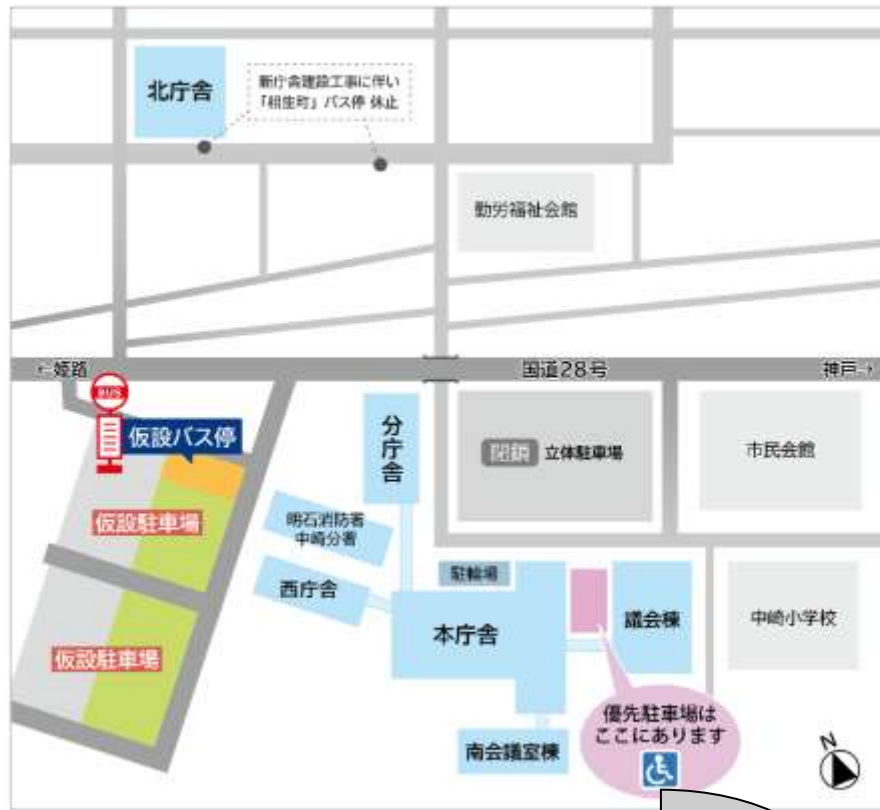 北庁舎
新庁舎建設工事に伴い
「相生町」バス停 休止
勤労福祉会館
←姫路
国道28号
神戸→
BUS
仮設バス停
分庁舎
閉鎖 立体駐車場
市民会館
仮設駐車場
明石消防署
中崎分署
駐輪場
西庁舎
本庁舎
議会棟
中崎小学校
仮設駐車場
優先駐車場は
ここにあります
南会議室棟
N